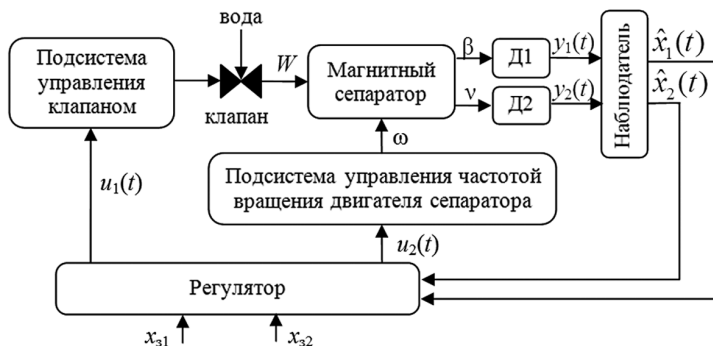 вода
Подсистема
управления
клапаном
клапан
W
Магнитный
сепаратор
β
ν
Д1
Д2
y₁(t)
y₂(t)
Наблюдатель
x̂₁(t)
x̂₂(t)
ω
Подсистема управления частотой
вращения двигателя сепаратора
u₁(t)
u₂(t)
Регулятор
xз1
xз2